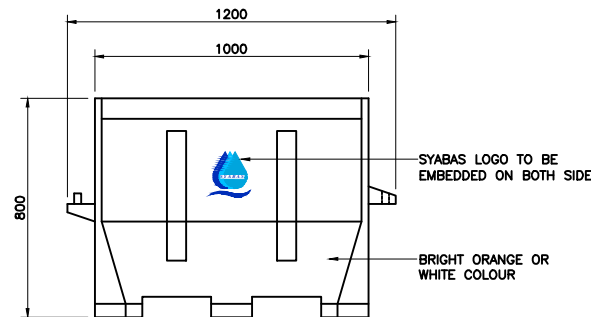 1200
1000
800
SYABAS LOGO TO BE
EMBEDDED ON BOTH SIDE
BRIGHT ORANGE OR
WHITE COLOUR